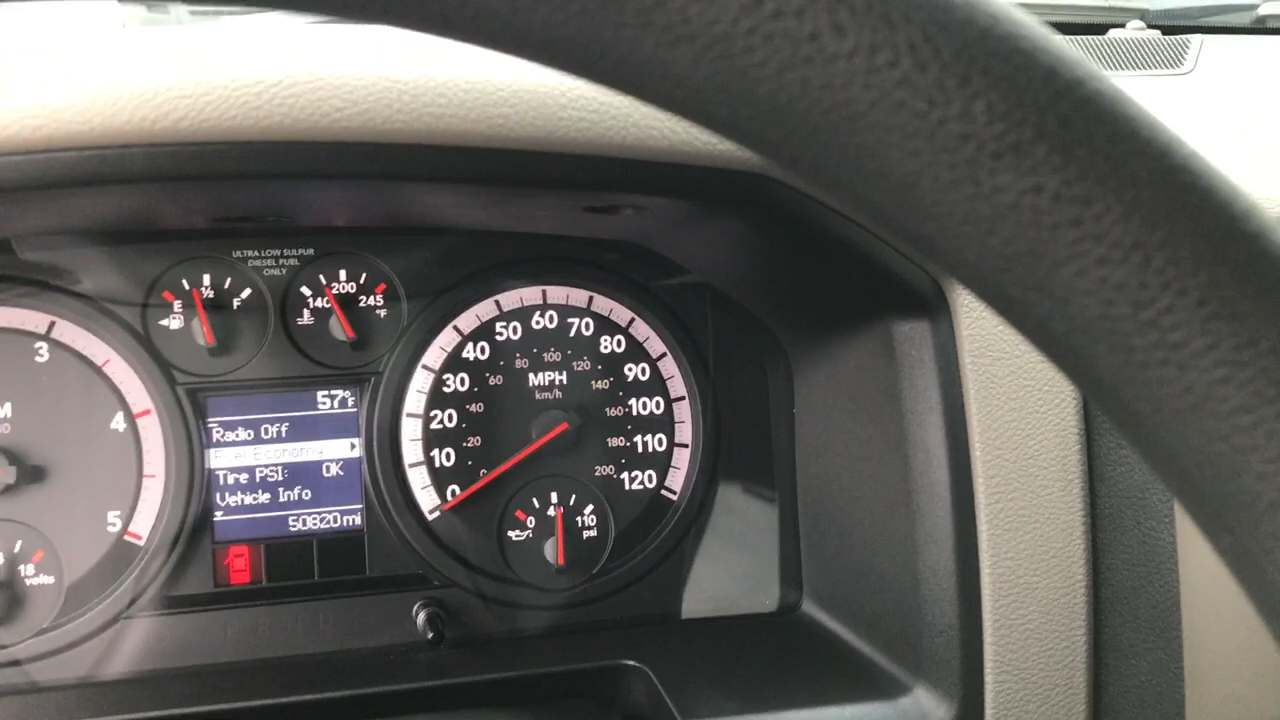 ULTRA LOW SULFUR
DIESEL FUEL
ONLY
E ½ F
140 200 245
°F
3
4
5
18
volts
57°F
Radio Off
Fuel Economy
Tire PSI: OK
Vehicle Info
50820 mi
0 10 20 30 40 50 60 70 80 90 100 110 120
MPH
km/h
0 20 40 60 80 100 120 140 160 180 200
0 110
psi
P R N D